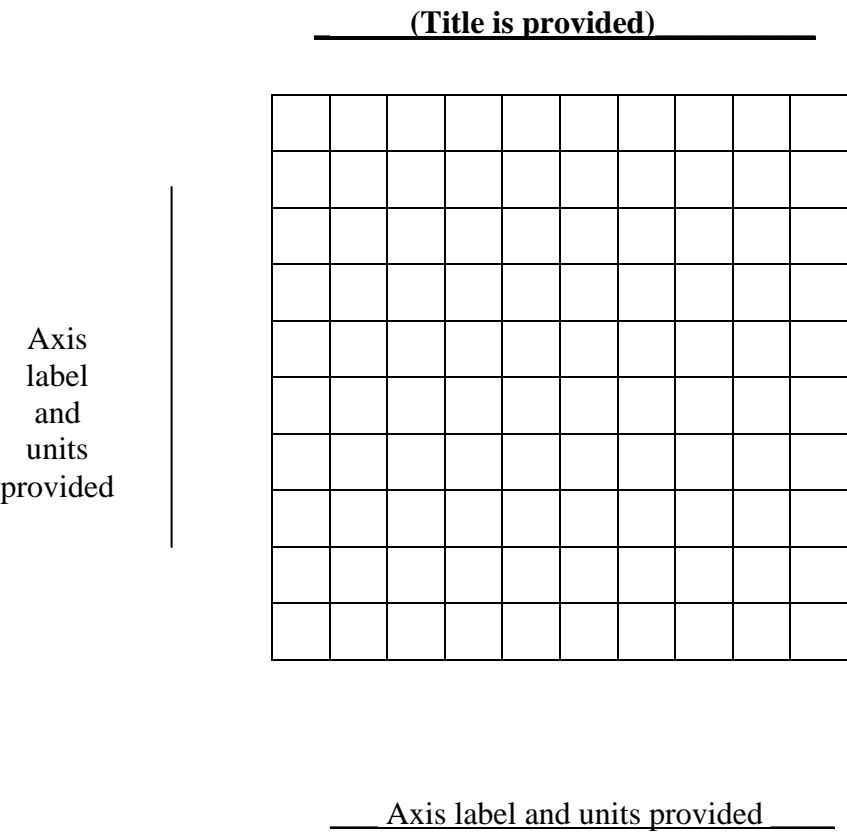 (Title is provided)
Axis
label
and
units
provided
Axis label and units provided